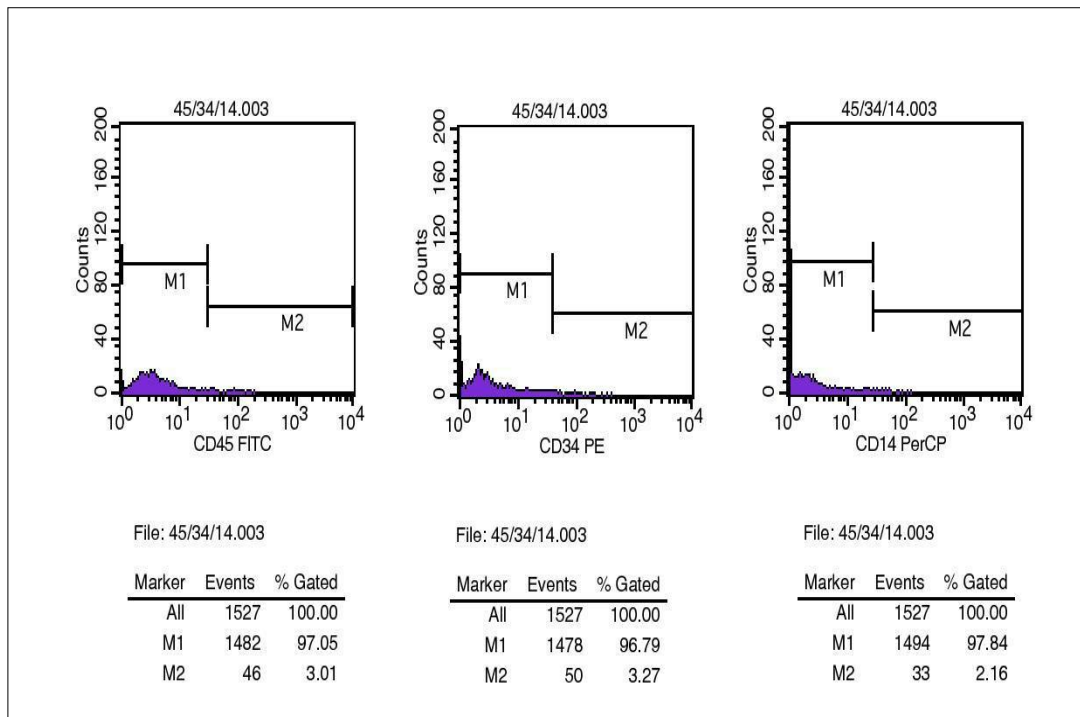 45/34/14.003
200
160
120
80
40
0
Counts
M1
M2
10^0 10^1 10^2 10^3 10^4
CD45 FITC
File: 45/34/14.003
Marker Events % Gated
All 1527 100.00
M1 1482 97.05
M2 46 3.01
45/34/14.003
200
160
120
80
40
0
Counts
M1
M2
10^0 10^1 10^2 10^3 10^4
CD34 PE
File: 45/34/14.003
Marker Events % Gated
All 1527 100.00
M1 1478 96.79
M2 50 3.27
45/34/14.003
200
160
120
80
40
0
Counts
M1
M2
10^0 10^1 10^2 10^3 10^4
CD14 PerCP
File: 45/34/14.003
Marker Events % Gated
All 1527 100.00
M1 1494 97.84
M2 33 2.16